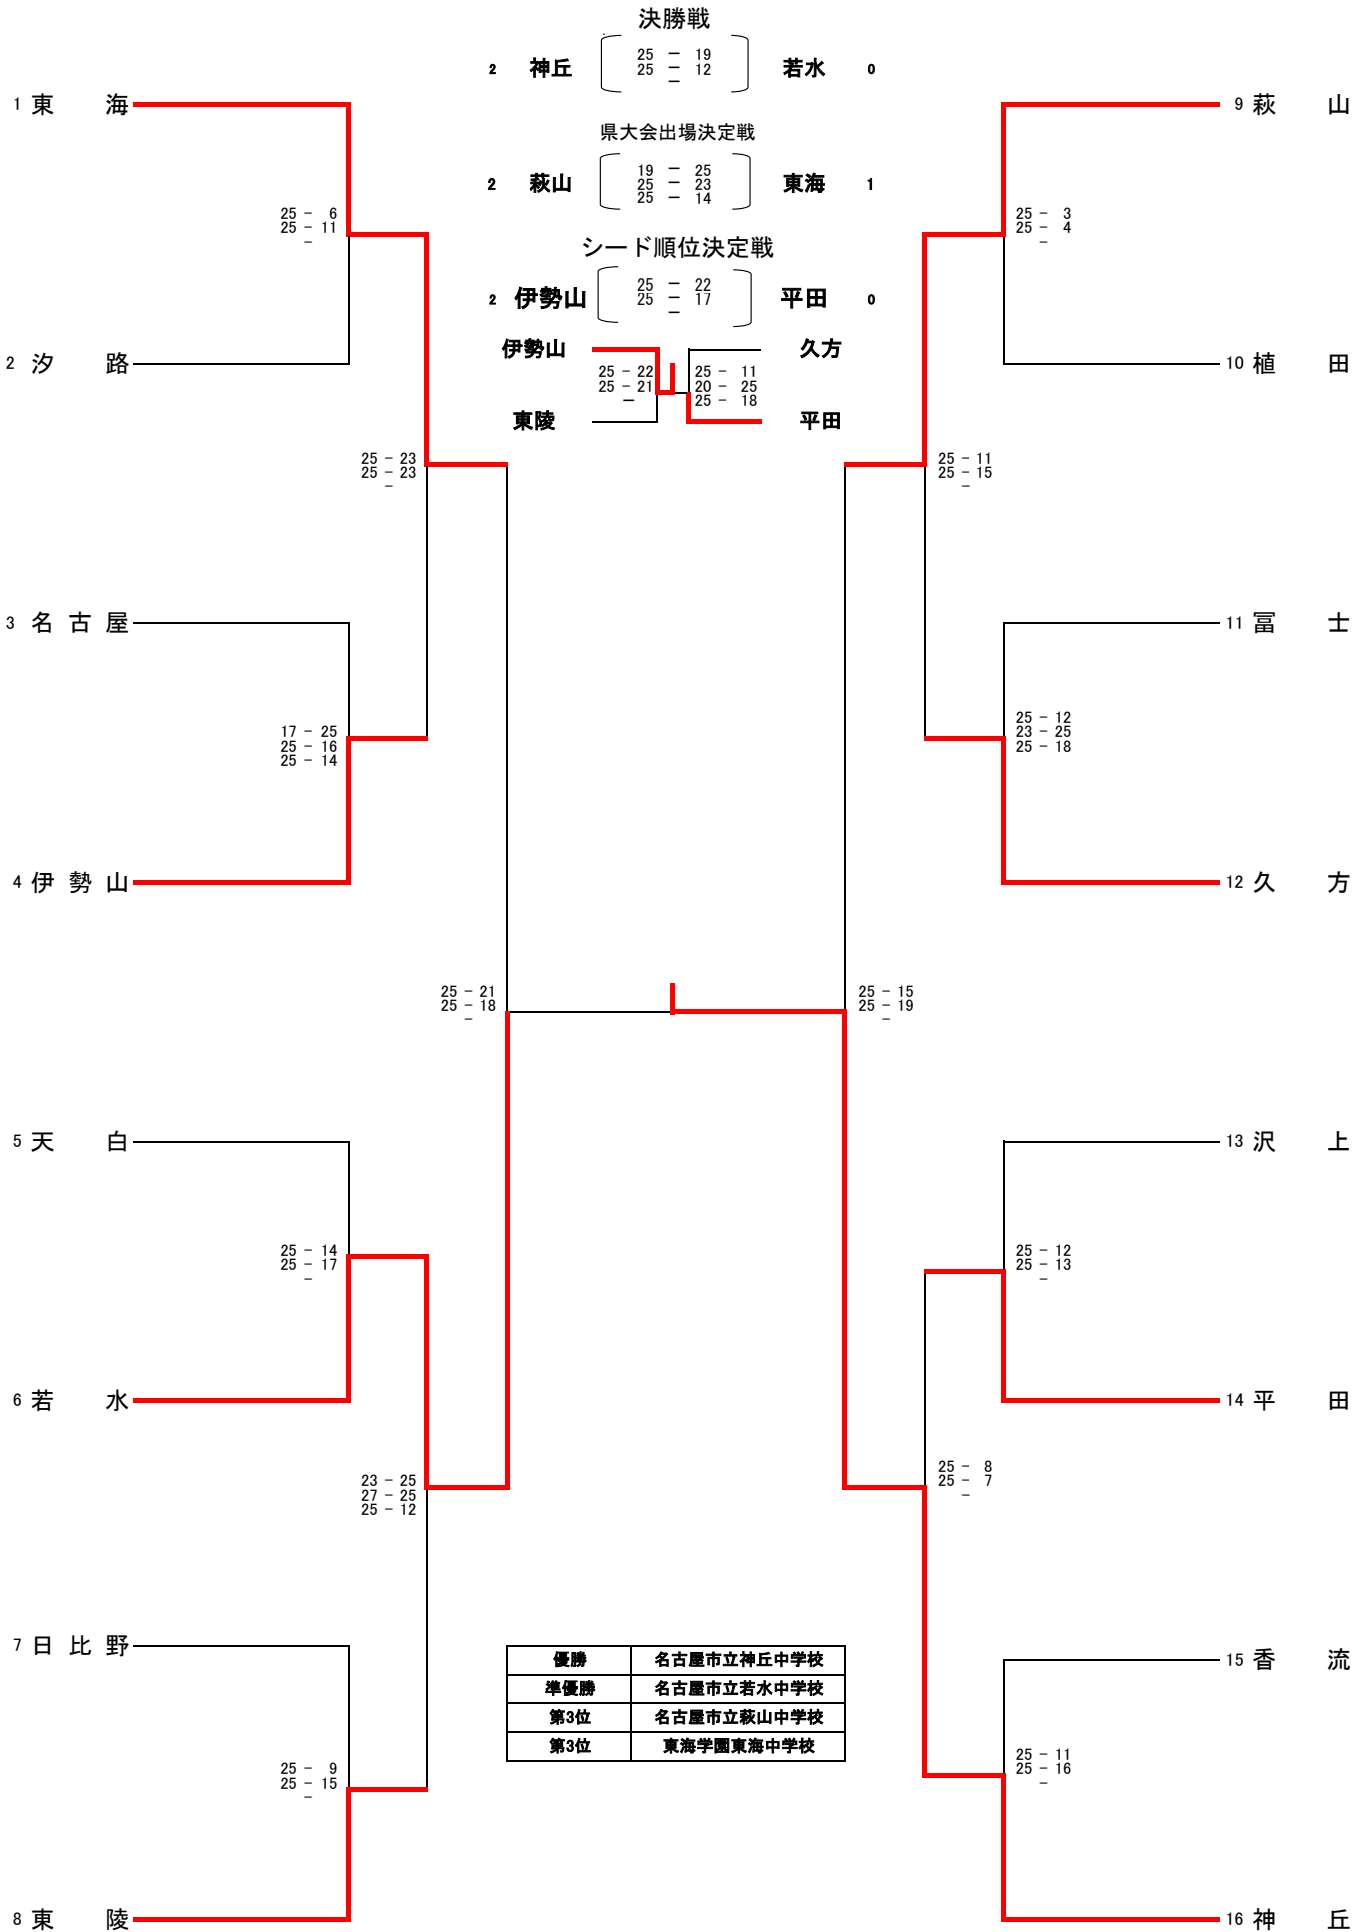 決勝戦
2 神丘 25 － 19 若水 0
25 － 12
－
1 東 海
9 萩 山
県大会出場決定戦
2 萩山 19 － 25 東海 1
25 － 23
25 － 14
25 － 6
25 － 11
－
25 － 3
25 － 4
－
シード順位決定戦
2 伊勢山 25 － 22 平田 0
25 － 17
－
伊勢山 久方
25 － 22
25 － 21
－
25 － 11
20 － 25
25 － 18
東陵 平田
2 汐 路
10 植 田
25 － 23
25 － 23
－
25 － 11
25 － 15
－
3 名 古 屋
11 冨 士
17 － 25
25 － 16
25 － 14
25 － 12
23 － 25
25 － 18
4 伊 勢 山
12 久 方
25 － 21
25 － 18
－
25 － 15
25 － 19
－
5 天 白
13 沢 上
25 － 14
25 － 17
－
25 － 12
25 － 13
－
6 若 水
14 平 田
23 － 25
27 － 25
25 － 12
25 － 8
25 － 7
－
7 日 比 野
15 香 流
優勝 名古屋市立神丘中学校
準優勝 名古屋市立若水中学校
第3位 名古屋市立萩山中学校
第3位 東海学園東海中学校
25 － 9
25 － 15
－
25 － 11
25 － 16
－
8 東 陵
16 神 丘